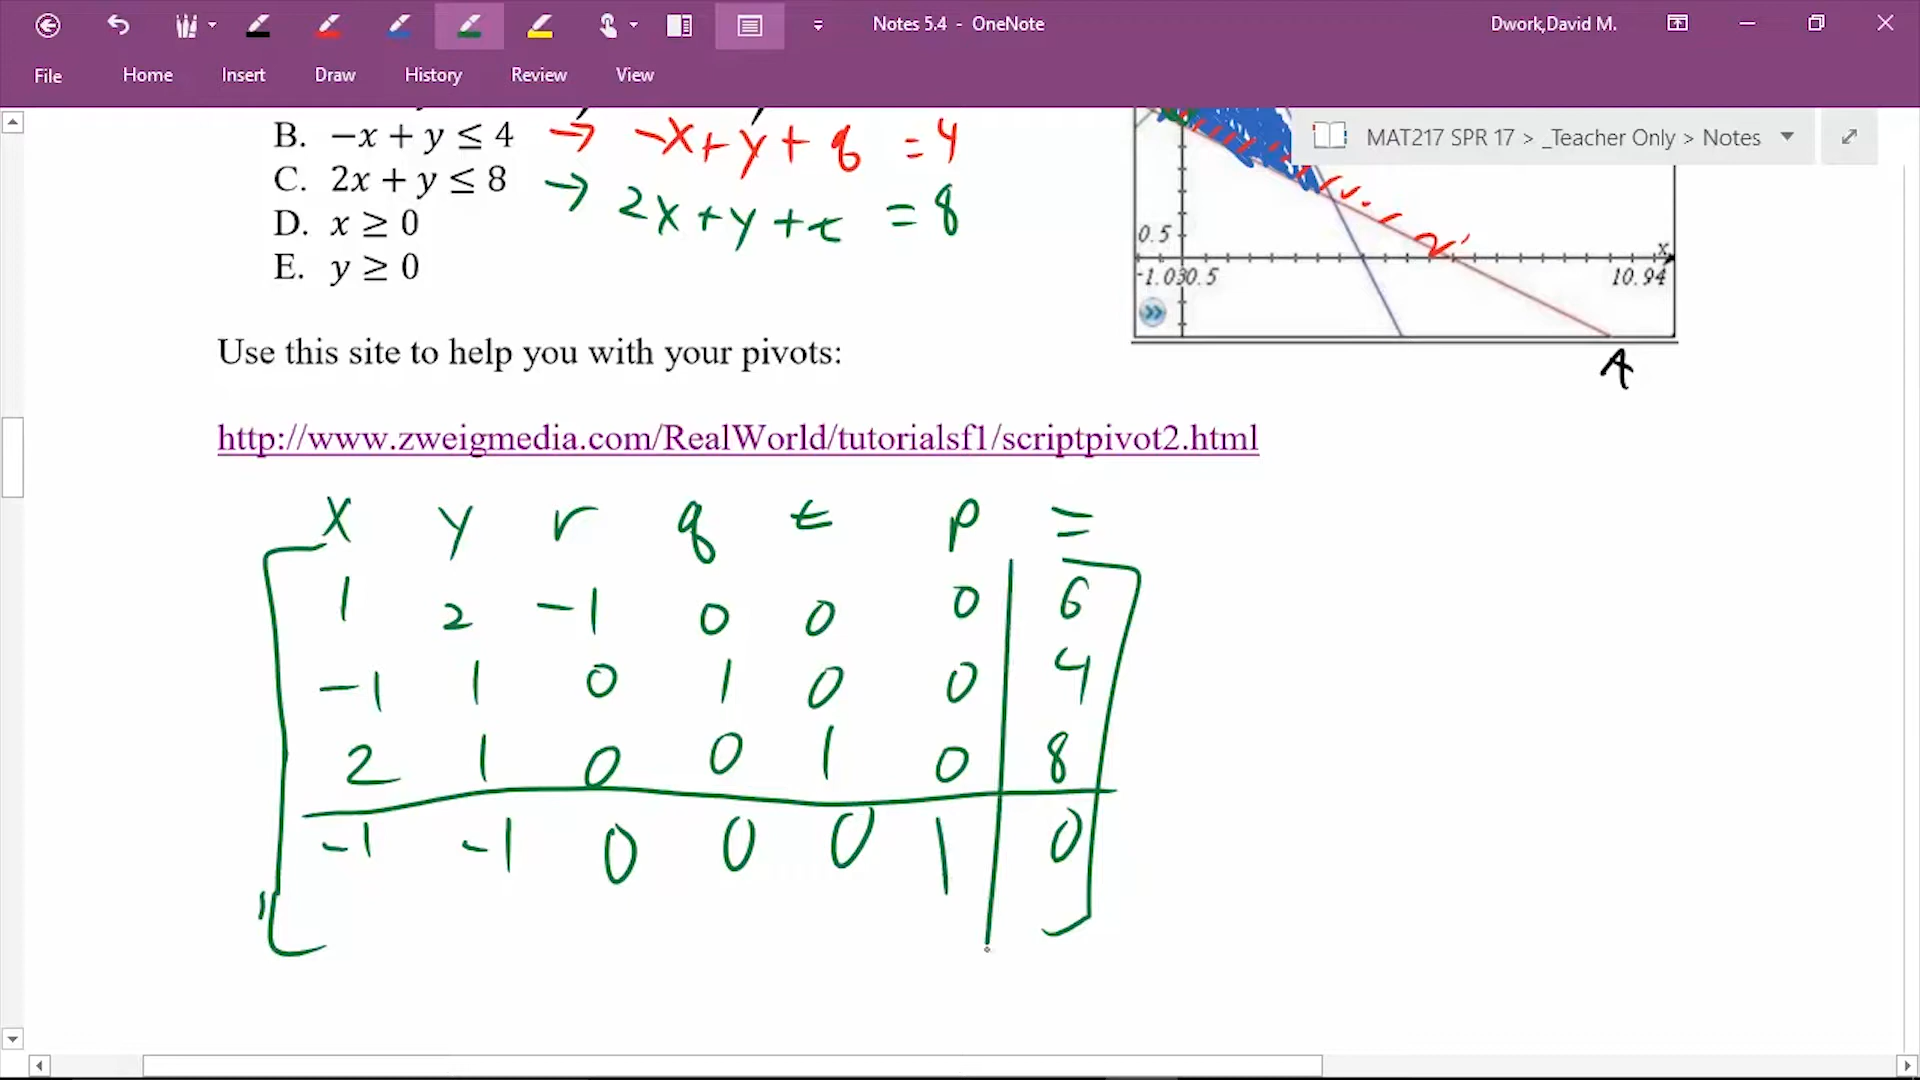 Notes 5.4 - OneNote
Dwork,David M.
File Home Insert Draw History Review View
MAT217 SPR 17 > _Teacher Only > Notes
B. −x + y ≤ 4 → -x+y+q =4
C. 2x + y ≤ 8 → 2x+y+t =8
D. x ≥ 0
E. y ≥ 0
0.5
x
-1.03 0.5
10.94
A
Use this site to help you with your pivots:
http://www.zweigmedia.com/RealWorld/tutorialsf1/scriptpivot2.html
x y r q t p =
1 2 -1 0 0 0 6
-1 1 0 1 0 0 4
2 1 0 0 1 0 8
-1 -1 0 0 0 1 0